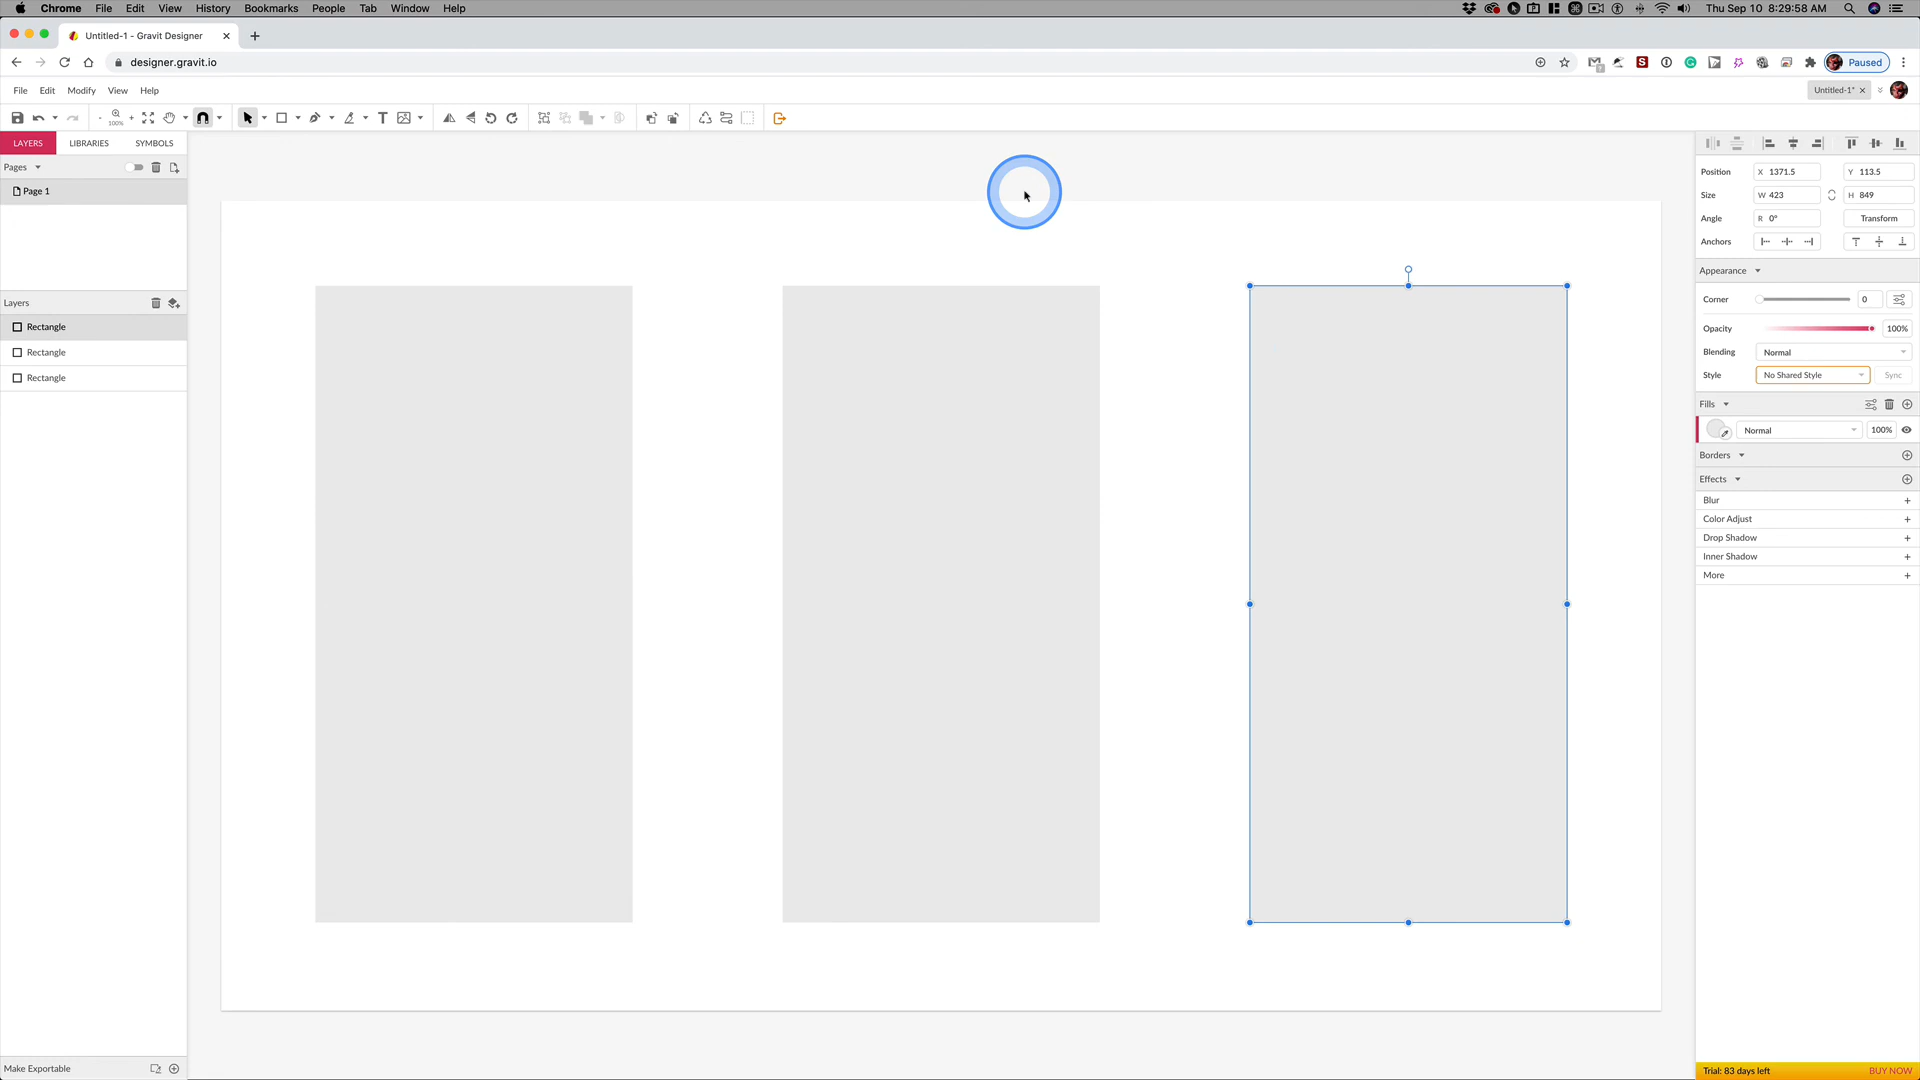 Chrome File Edit View History Bookmarks People Tab Window Help Thu Sep 10 8:29:58 AM
Untitled-1 - Gravit Designer
designer.gravit.io Paused
File Edit Modify View Help Untitled-1*
100%
LAYERS LIBRARIES SYMBOLS
Pages
Page 1
Layers
Rectangle
Rectangle
Rectangle
Make Exportable
Position X 1371.5 Y 113.5
Size W 423 H 849
Angle R 0° Transform
Anchors
Appearance
Corner 0
Opacity 100%
Blending Normal
Style No Shared Style Sync
Fills
Normal 100%
Borders
Effects
Blur
Color Adjust
Drop Shadow
Inner Shadow
More
Trial: 83 days left BUY NOW